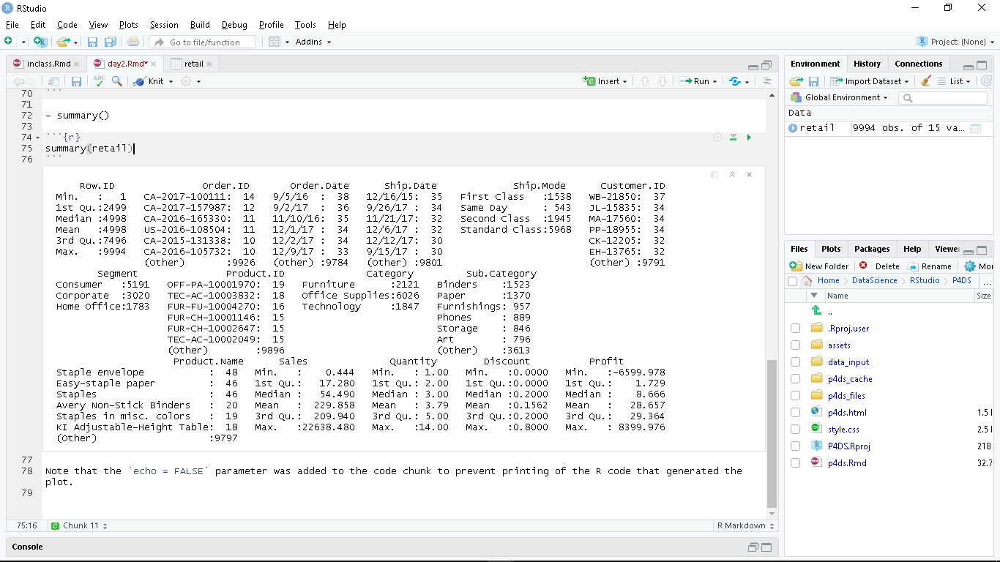 RStudio
File Edit Code View Plots Session Build Debug Profile Tools Help
Go to file/function Addins Project: (None)
inclass.Rmd day2.Rmd* retail
ABC Knit Insert Run
70 ```
71
72 - summary()
73
74 ```{r}
75 summary(retail)
76 ```
Row.ID Order.ID Order.Date Ship.Date Ship.Mode Customer.ID
Min. : 1 CA-2017-100111: 14 9/5/16 : 38 12/16/15: 35 First Class :1538 WB-21850: 37
1st Qu.:2499 CA-2017-157987: 12 9/2/17 : 36 9/26/17 : 34 Same Day : 543 JL-15835: 34
Median :4998 CA-2016-165330: 11 11/10/16: 35 11/21/17: 32 Second Class :1945 MA-17560: 34
Mean :4998 US-2016-108504: 11 12/1/17 : 34 12/6/17 : 32 Standard Class:5968 PP-18955: 34
3rd Qu.:7496 CA-2015-131338: 10 12/2/17 : 34 12/12/17: 30 CK-12205: 32
Max. :9994 CA-2016-105732: 10 12/9/17 : 33 9/15/17 : 30 EH-13765: 32
(Other) :9926 (Other) :9784 (Other) :9801 (Other) :9791
Segment Product.ID Category Sub.Category
Consumer :5191 OFF-PA-10001970: 19 Furniture :2121 Binders :1523
Corporate :3020 TEC-AC-10003832: 18 Office Supplies:6026 Paper :1370
Home Office:1783 FUR-FU-10004270: 16 Technology :1847 Furnishings: 957
FUR-CH-10001146: 15 Phones : 889
FUR-CH-10002647: 15 Storage : 846
TEC-AC-10002049: 15 Art : 796
(Other) :9896 (Other) :3613
Product.Name Sales Quantity Discount Profit
Staple envelope : 48 Min. : 0.444 Min. : 1.00 Min. :0.0000 Min. :-6599.978
Easy-staple paper : 46 1st Qu.: 17.280 1st Qu.: 2.00 1st Qu.:0.0000 1st Qu.: 1.729
Staples : 46 Median : 54.490 Median : 3.00 Median :0.2000 Median : 8.666
Avery Non-Stick Binders : 20 Mean : 229.858 Mean : 3.79 Mean :0.1562 Mean : 28.657
Staples in misc. colors : 19 3rd Qu.: 209.940 3rd Qu.: 5.00 3rd Qu.:0.2000 3rd Qu.: 29.364
KI Adjustable-Height Table: 18 Max. :22638.480 Max. :14.00 Max. :0.8000 Max. : 8399.976
(Other) :9797
77
78 Note that the `echo = FALSE` parameter was added to the code chunk to prevent printing of the R code that generated the
plot.
79
75:16 C Chunk 11 R Markdown
Console
Environment History Connections
Import Dataset List
Global Environment
Data
retail 9994 obs. of 15 va...
Files Plots Packages Help Viewer
New Folder Delete Rename Mor
Home DataScience RStudio P4DS ...
Name Size
..
.Rproj.user
assets
data_input
p4ds_cache
p4ds_files
p4ds.html 1.5
style.css 2.5
P4DS.Rproj 218
p4ds.Rmd 32.7